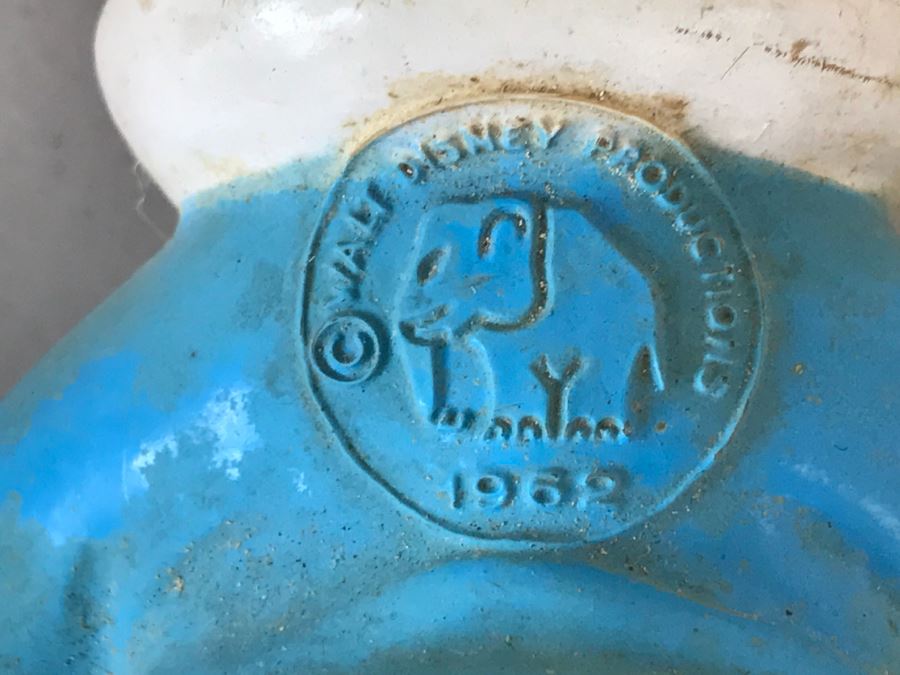 © WALT DISNEY PRODUCTIONS
1962